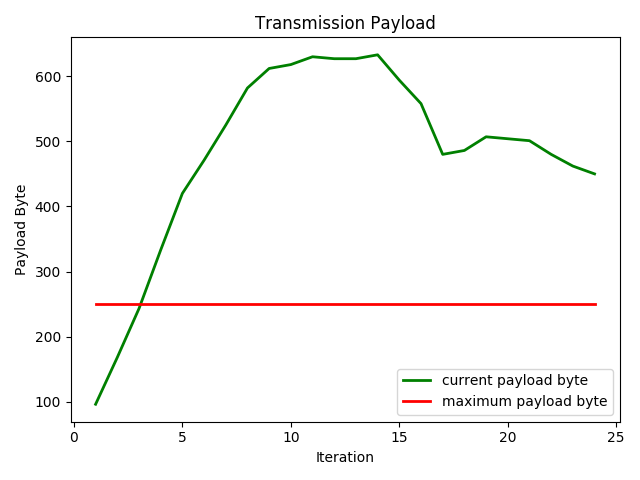 Transmission Payload
Payload Byte
600
500
400
300
200
100
0
5
10
15
20
25
Iteration
current payload byte
maximum payload byte